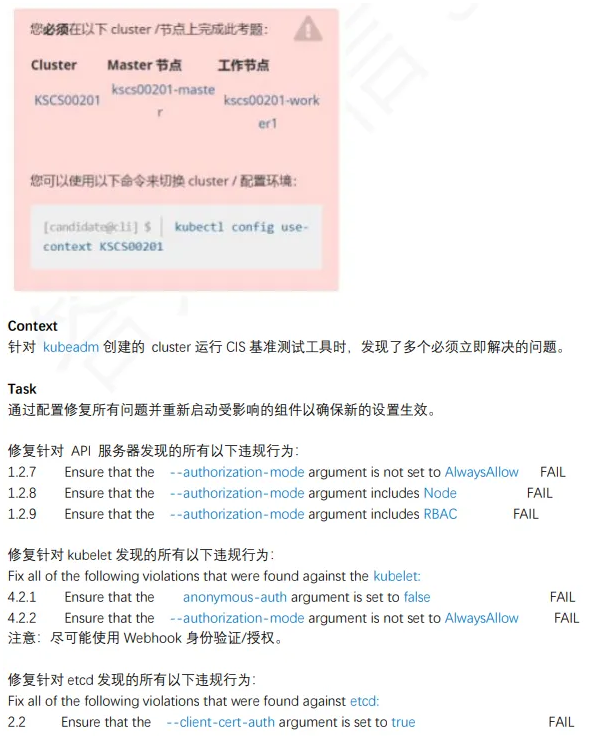 您必须在以下 cluster /节点上完成此考题：
Cluster Master 节点 工作节点
KSCS00201 kscs00201-maste
r
kscs00201-work
er1
您可以使用以下命令来切换 cluster / 配置环境：
[candidate@cli] $ | kubectl config use-
context KSCS00201
Context
针对 kubeadm 创建的 cluster 运行 CIS 基准测试工具时，发现了多个必须立即解决的问题。
Task
通过配置修复所有问题并重新启动受影响的组件以确保新的设置生效。
修复针对 API 服务器发现的所有以下违规行为：
1.2.7 Ensure that the --authorization-mode argument is not set to AlwaysAllow FAIL
1.2.8 Ensure that the --authorization-mode argument includes Node FAIL
1.2.9 Ensure that the --authorization-mode argument includes RBAC FAIL
修复针对 kubelet 发现的所有以下违规行为：
Fix all of the following violations that were found against the kubelet:
4.2.1 Ensure that the anonymous-auth argument is set to false FAIL
4.2.2 Ensure that the --authorization-mode argument is not set to AlwaysAllow FAIL
注意：尽可能使用 Webhook 身份验证/授权。
修复针对 etcd 发现的所有以下违规行为：
Fix all of the following violations that were found against etcd:
2.2 Ensure that the --client-cert-auth argument is set to true FAIL